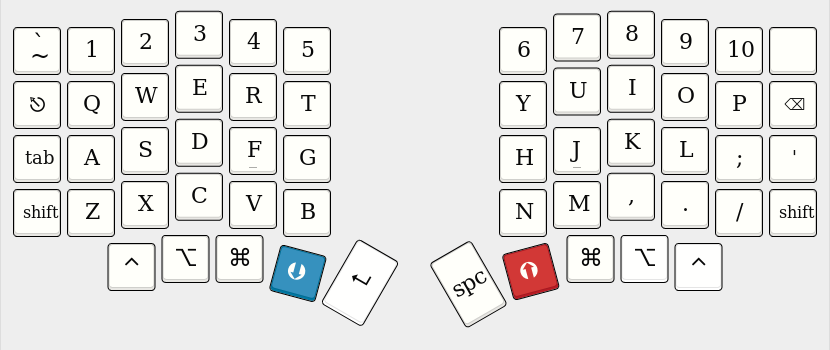 ` ~ 1 2 3 4 5 6 7 8 9 10
⎋ Q W E R T Y U I O P ⌫
tab A S D F G H J K L ; '
shift Z X C V B N M , . / shift
^ ⌥ ⌘ ⬇ ↵ spc ⬆ ⌘ ⌥ ^